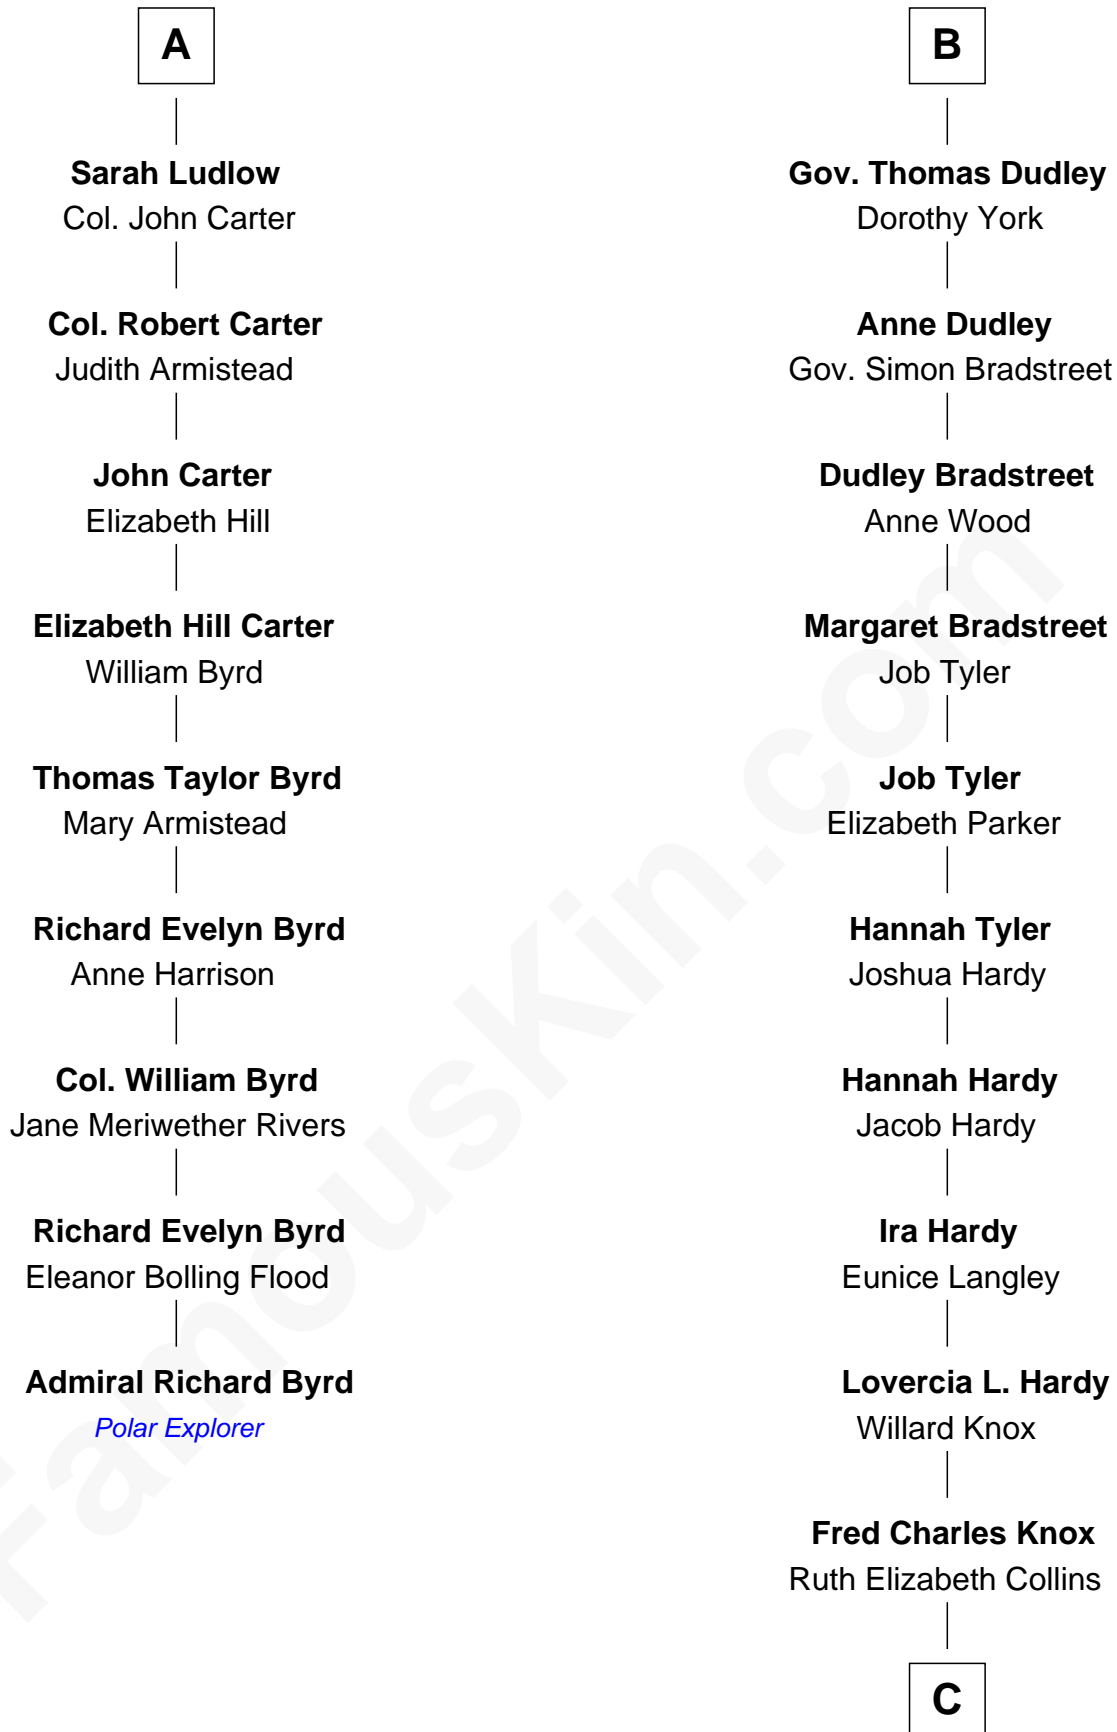 A
Sarah Ludlow
Col. John Carter
Col. Robert Carter
Judith Armistead
John Carter
Elizabeth Hill
Elizabeth Hill Carter
William Byrd
Thomas Taylor Byrd
Mary Armistead
Richard Evelyn Byrd
Anne Harrison
Col. William Byrd
Jane Meriwether Rivers
Richard Evelyn Byrd
Eleanor Bolling Flood
Admiral Richard Byrd
Polar Explorer
B
Gov. Thomas Dudley
Dorothy York
Anne Dudley
Gov. Simon Bradstreet
Dudley Bradstreet
Anne Wood
Margaret Bradstreet
Job Tyler
Job Tyler
Elizabeth Parker
Hannah Tyler
Joshua Hardy
Hannah Hardy
Jacob Hardy
Ira Hardy
Eunice Langley
Lovercia L. Hardy
Willard Knox
Fred Charles Knox
Ruth Elizabeth Collins
C
FamousKin.com